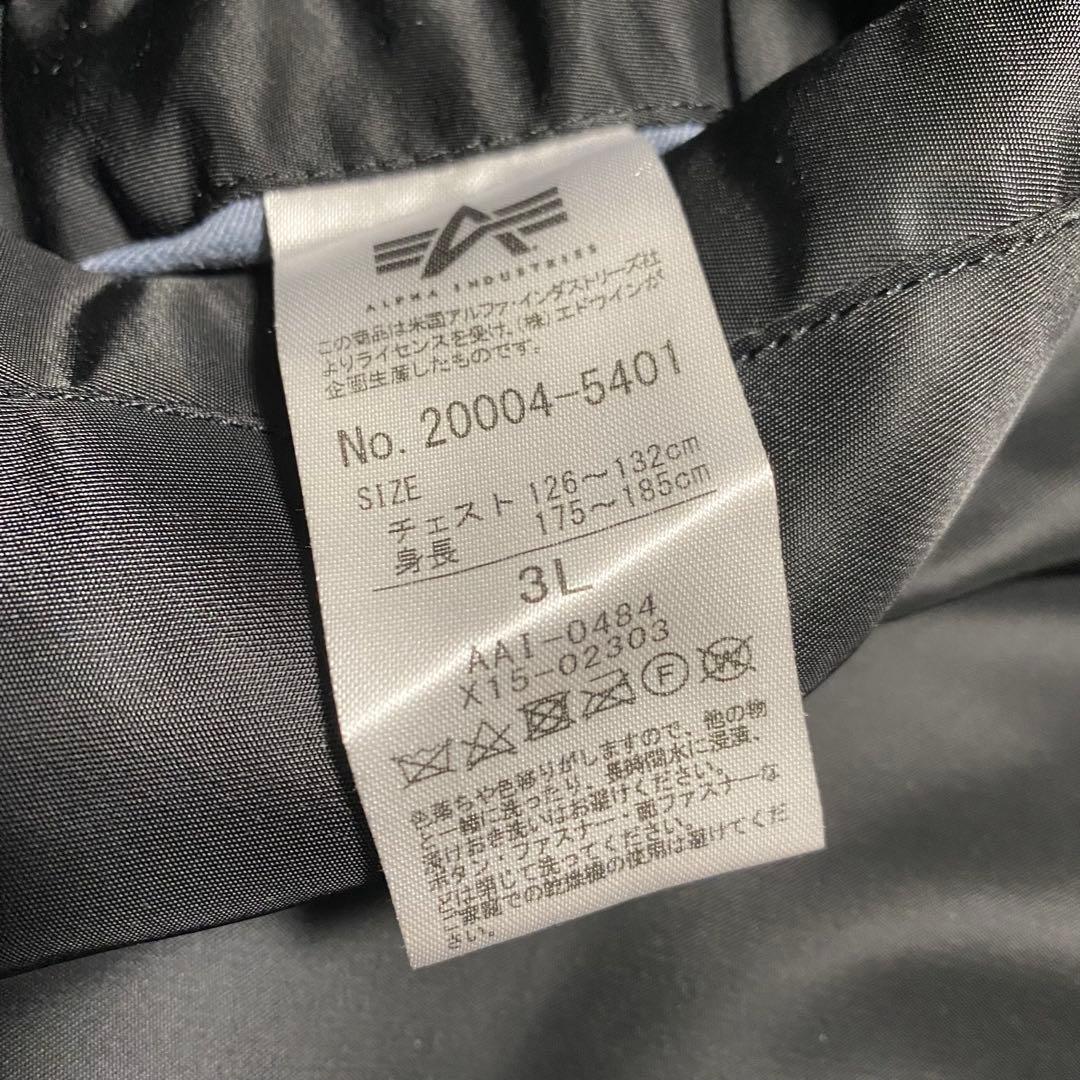 ALPHA INDUSTRIES
この商品は米国アルファ・インダストリーズ社
よりライセンスを受け、(株)エドウインが
企画生産したものです。
No. 20004-5401
SIZE
チェスト 126～132cm
身長 175～185cm
3L
AAI-0484
X15-02303
F
W
色落ちや色移りがしますので、他の物
と一緒に洗ったり、長時間水に浸漬、
つけおき洗いはお避けください。
ボタン・ファスナー・面ファスナーな
どは閉じて洗ってください。
ご家庭での乾燥機の使用は避けてくだ
さい。